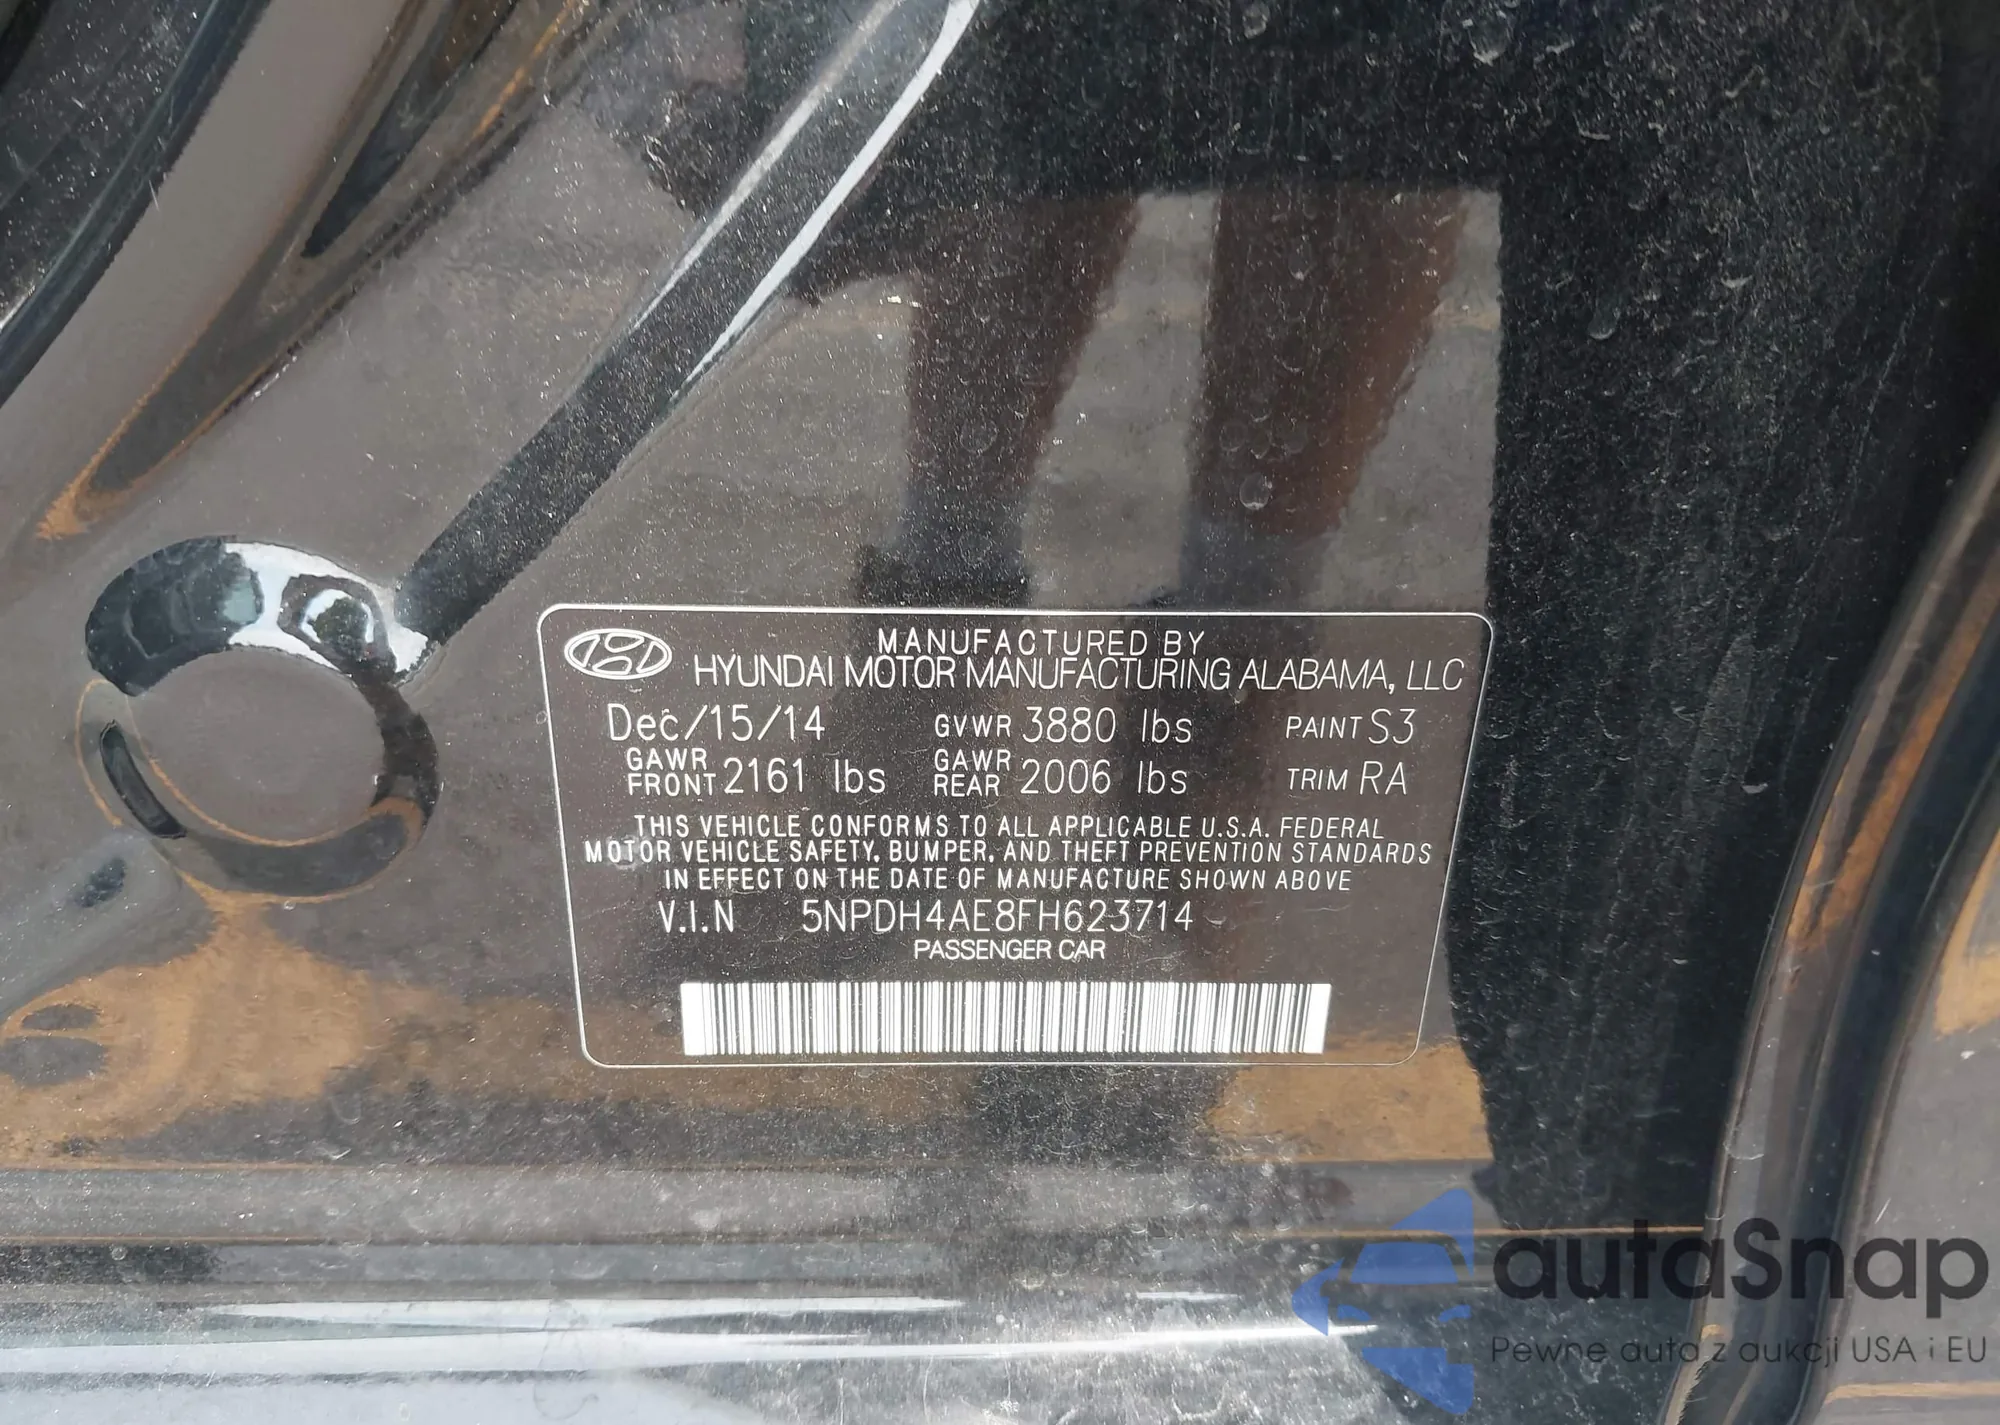 MANUFACTURED BY
HYUNDAI MOTOR MANUFACTURING ALABAMA, LLC
Dec/15/14 GVWR 3880 lbs PAINT S3
GAWR FRONT 2161 lbs GAWR REAR 2006 lbs TRIM RA
THIS VEHICLE CONFORMS TO ALL APPLICABLE U.S.A. FEDERAL
MOTOR VEHICLE SAFETY, BUMPER, AND THEFT PREVENTION STANDARDS
IN EFFECT ON THE DATE OF MANUFACTURE SHOWN ABOVE
V.I.N 5NPDH4AE8FH623714
PASSENGER CAR
autaSnap
Pewne auta z aukcji USA i EU